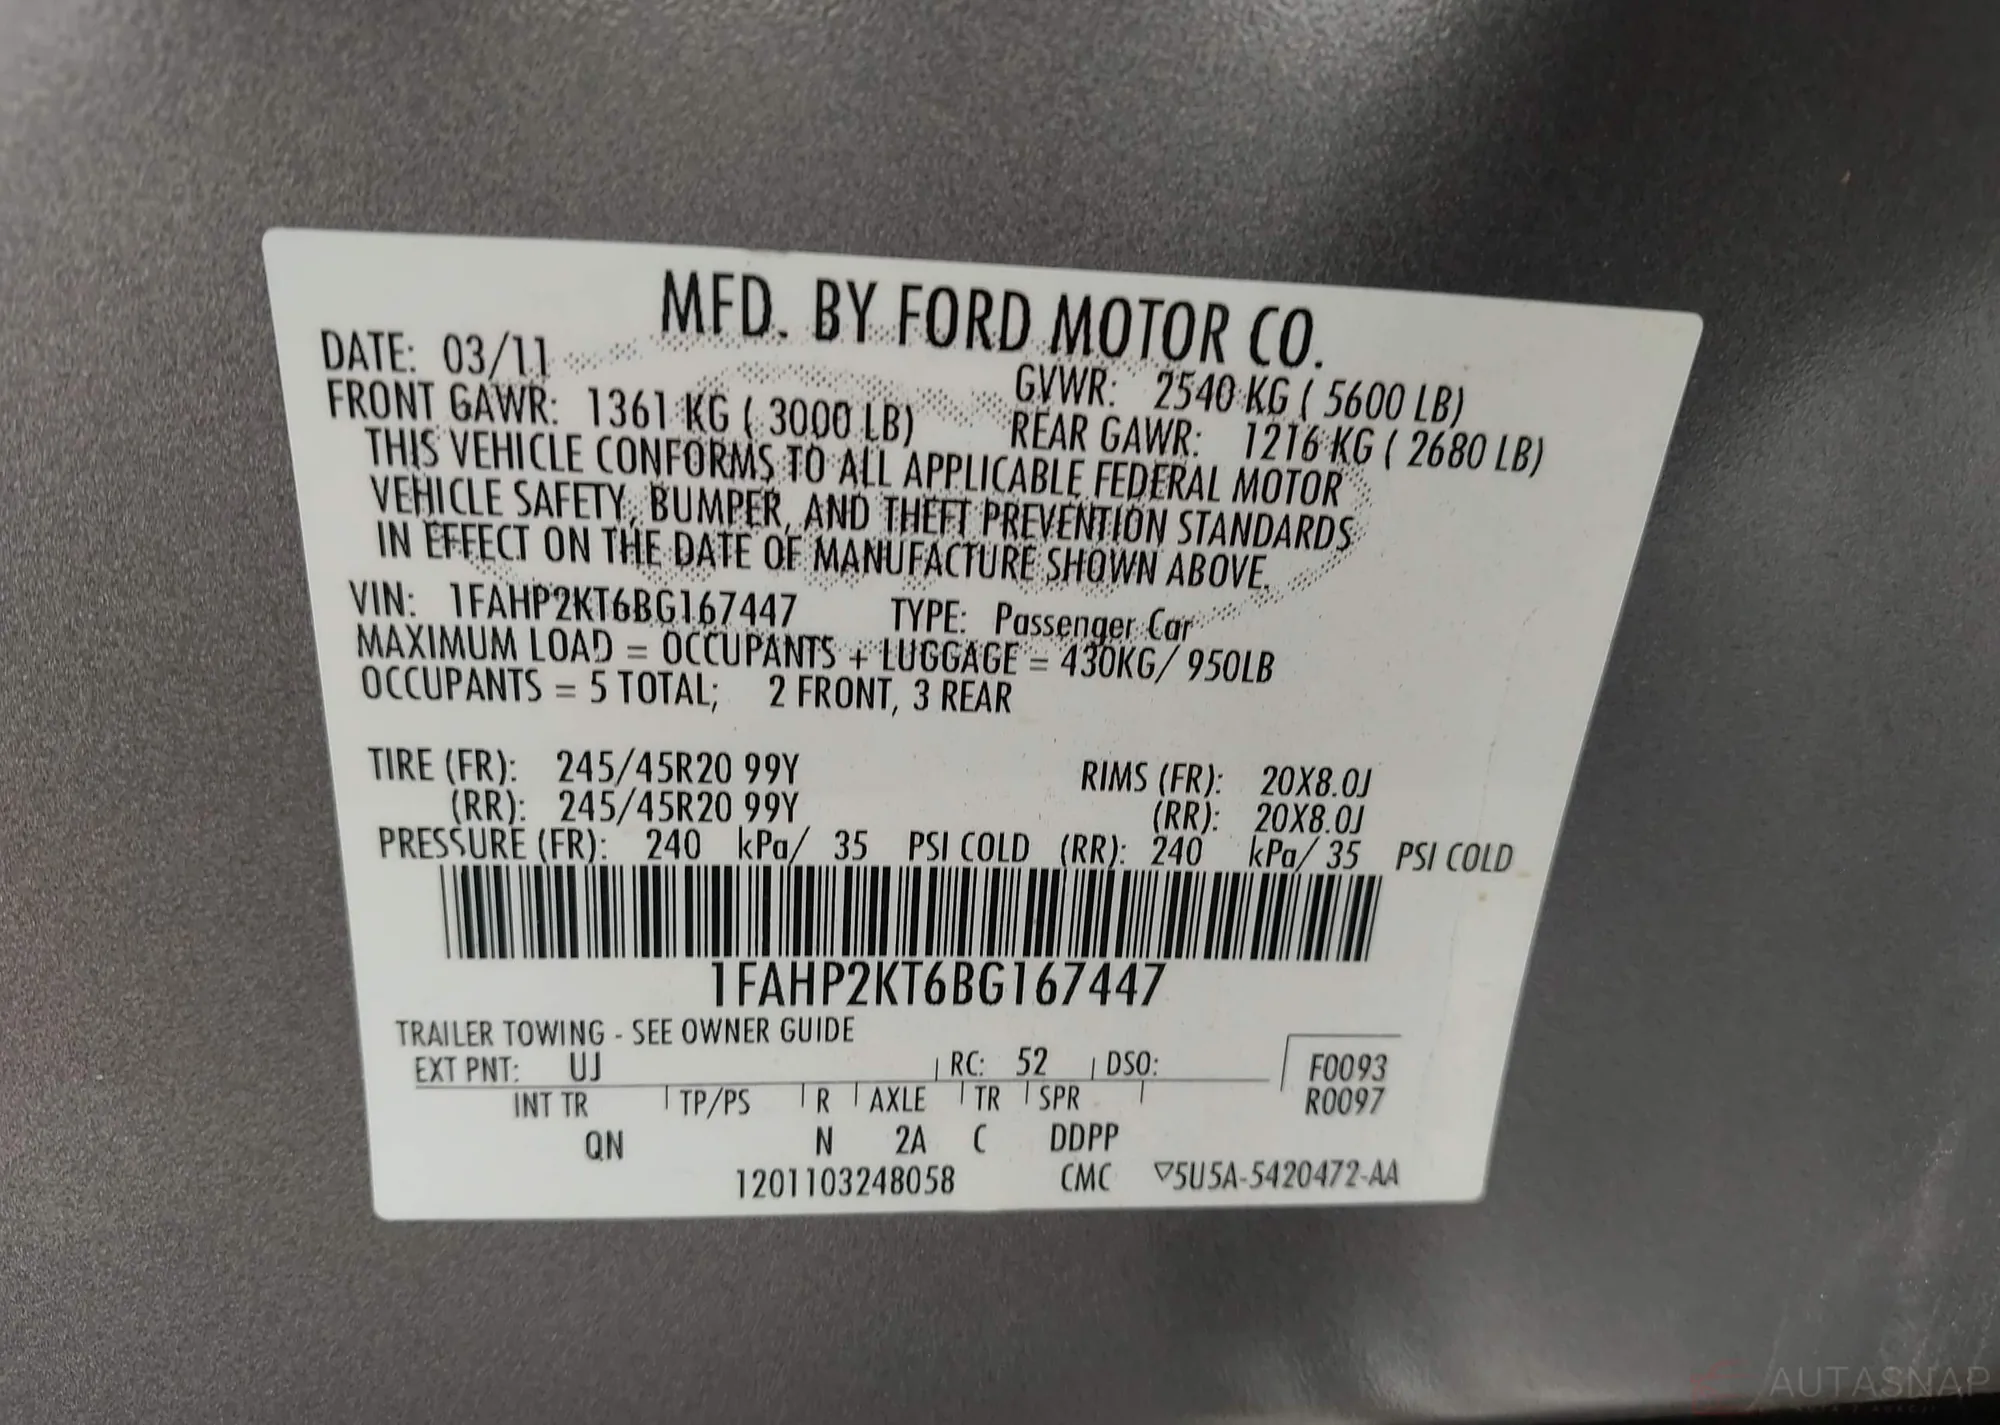 MFD. BY FORD MOTOR CO.
DATE: 03/11
GVWR: 2540 KG ( 5600 LB)
FRONT GAWR: 1361 KG ( 3000 LB)
REAR GAWR: 1216 KG ( 2680 LB)
THIS VEHICLE CONFORMS TO ALL APPLICABLE FEDERAL MOTOR
VEHICLE SAFETY, BUMPER, AND THEFT PREVENTION STANDARDS
IN EFFECT ON THE DATE OF MANUFACTURE SHOWN ABOVE.
VIN: 1FAHP2KT6BG167447 TYPE: Passenger Car
MAXIMUM LOAD = OCCUPANTS + LUGGAGE = 430KG/ 950LB
OCCUPANTS = 5 TOTAL; 2 FRONT, 3 REAR
TIRE (FR): 245/45R20 99Y RIMS (FR): 20X8.0J
(RR): 245/45R20 99Y (RR): 20X8.0J
PRESSURE (FR): 240 kPa/ 35 PSI COLD (RR): 240 kPa/ 35 PSI COLD
1FAHP2KT6BG167447
TRAILER TOWING - SEE OWNER GUIDE
EXT PNT: UJ RC: 52 DSO: F0093
INT TR TP/PS R AXLE TR SPR R0097
QN N 2A C DDPP
1201103248058 CMC ▽5U5A-5420472-AA
AUTASNAP